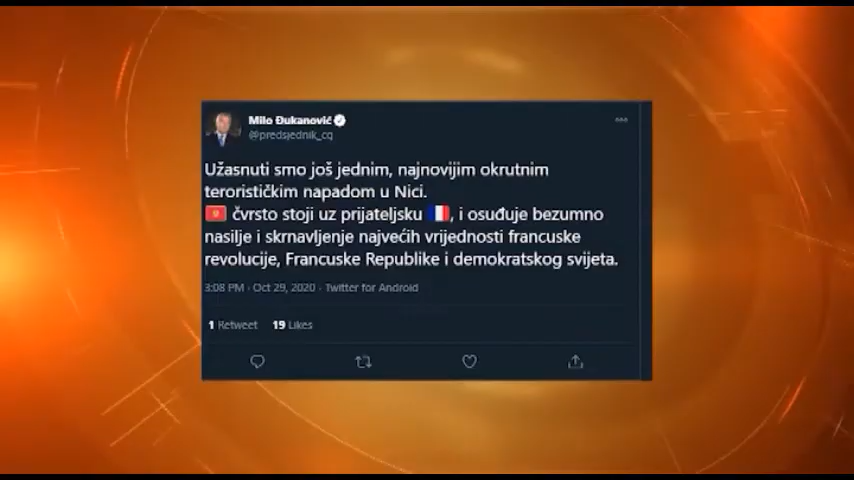 Milo Đukanović
@predsjednik_cg
Užasnuti smo još jednim, najnovijim okrutnim
terorističkim napadom u Nici.
🇲🇪 čvrsto stoji uz prijateljsku 🇫🇷, i osuđuje bezumno
nasilje i skrnavljenje najvećih vrijednosti francuske
revolucije, Francuske Republike i demokratskog svijeta.
3:08 PM · Oct 29, 2020 · Twitter for Android
1 Retweet 19 Likes